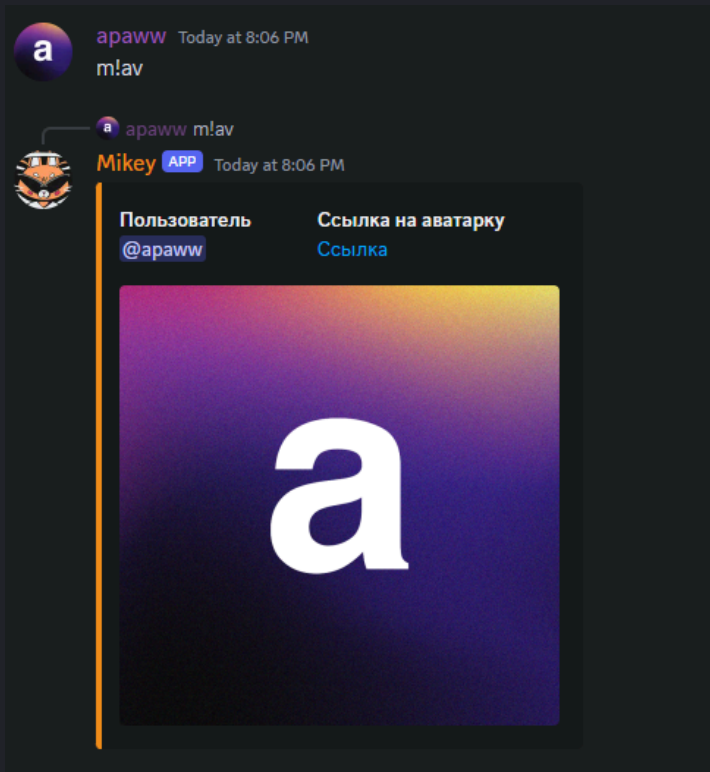 a
apaww Today at 8:06 PM
m!av
a apaww m!av
Mikey APP Today at 8:06 PM
Пользователь Ссылка на аватарку
@apaww Ссылка
a